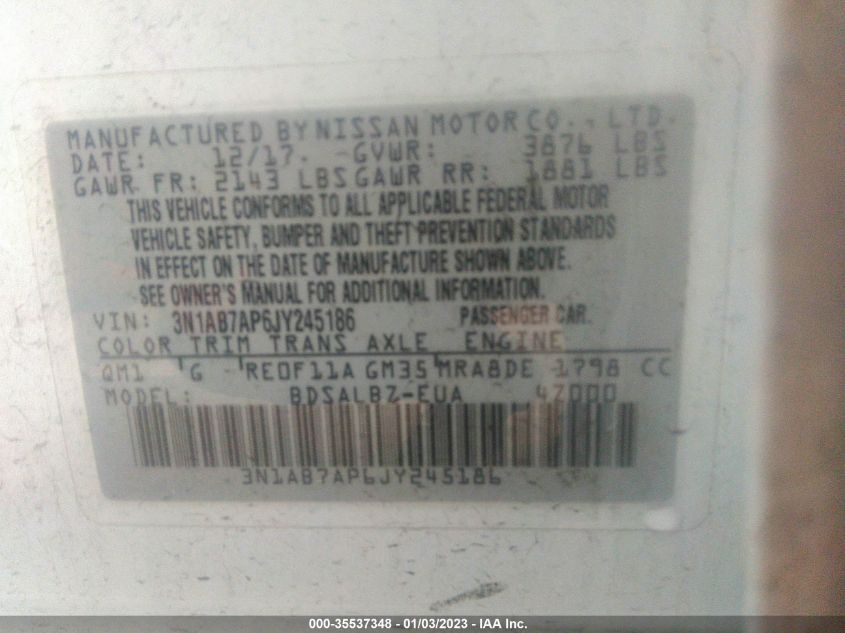 MANUFACTURED BY NISSAN MOTOR CO., LTD.
DATE: 12/17. GVWR: 3876 LBS
GAWR FR: 2143 LBS GAWR RR: 1881 LBS
THIS VEHICLE CONFORMS TO ALL APPLICABLE FEDERAL MOTOR
VEHICLE SAFETY, BUMPER AND THEFT PREVENTION STANDARDS
IN EFFECT ON THE DATE OF MANUFACTURE SHOWN ABOVE.
SEE OWNER'S MANUAL FOR ADDITIONAL INFORMATION.
VIN: 3N1AB7AP6JY245186 PASSENGER CAR.
COLOR TRIM TRANS AXLE ENGINE
QM1 G RE0F11A GM35 MRA8DE 1798 CC
MODEL: BDSALBZ-EUA 4Z000
3N1AB7AP6JY245186
000-35537348 - 01/03/2023 - IAA Inc.